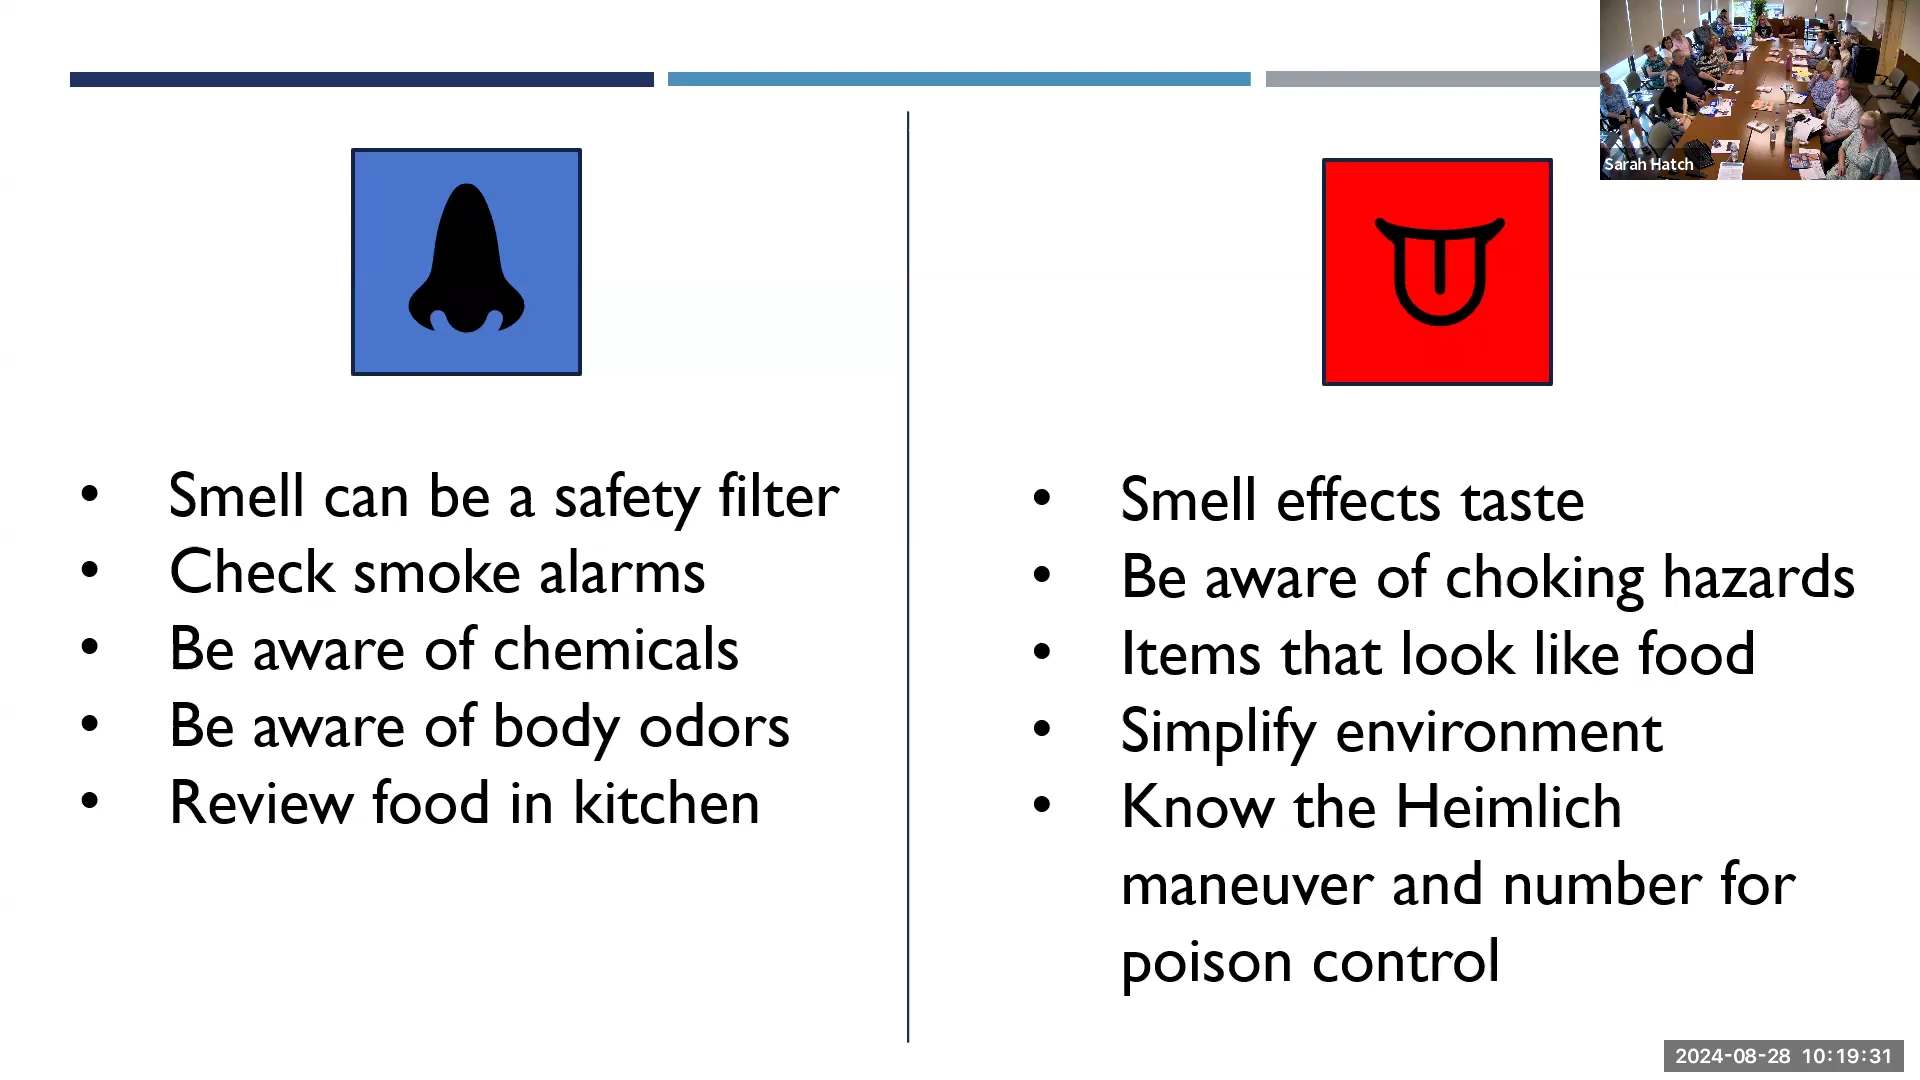 Sarah Hatch
• Smell can be a safety filter
• Check smoke alarms
• Be aware of chemicals
• Be aware of body odors
• Review food in kitchen
• Smell effects taste
• Be aware of choking hazards
• Items that look like food
• Simplify environment
• Know the Heimlich
maneuver and number for
poison control
2024-08-28 10:19:31